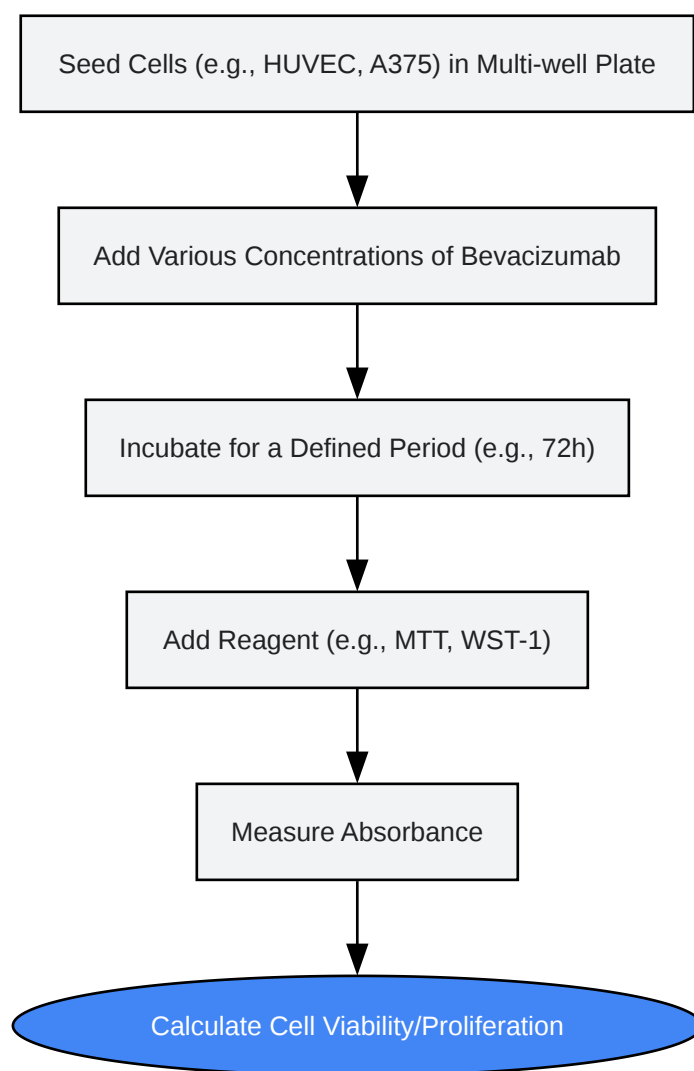 Seed Cells (e.g., HUVEC, A375) in Multi-well Plate
Add Various Concentrations of Bevacizumab
Incubate for a Defined Period (e.g., 72h)
Add Reagent (e.g., MTT, WST-1)
Measure Absorbance
Calculate Cell Viability/Proliferation